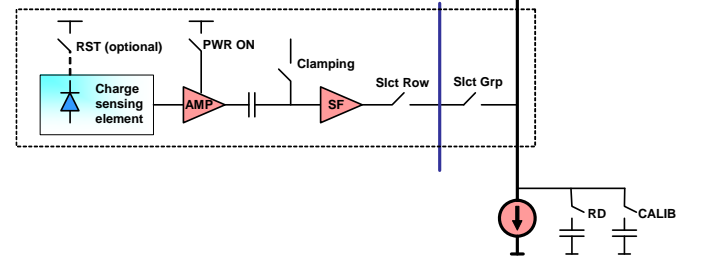 RST (optional)
PWR ON
Clamping
Slct Row
Slct Grp
Charge
sensing
element
AMP
SF
RD
CALIB